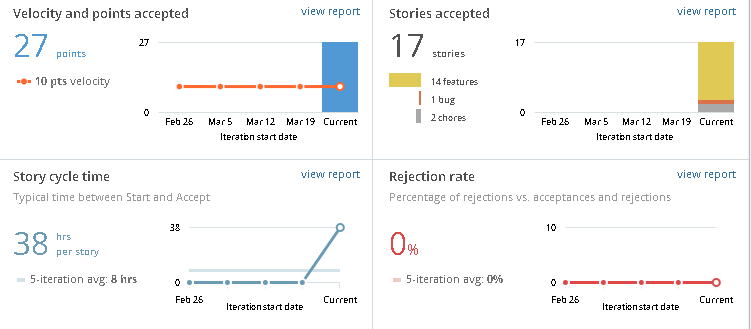 Velocity and points accepted
view report
27
points
10 pts velocity
27
0
Feb 26 Mar 5 Mar 12 Mar 19 Current
Iteration start date
Stories accepted
view report
17
stories
14 features
1 bug
2 chores
17
0
Feb 26 Mar 5 Mar 12 Mar 19 Current
Iteration start date
Story cycle time
view report
Typical time between Start and Accept
38
hrs
per story
5-iteration avg: 8 hrs
38
0
Feb 26 Current
Iteration start date
Rejection rate
view report
Percentage of rejections vs. acceptances and rejections
0%
5-iteration avg: 0%
10
0
Feb 26 Current
Iteration start date